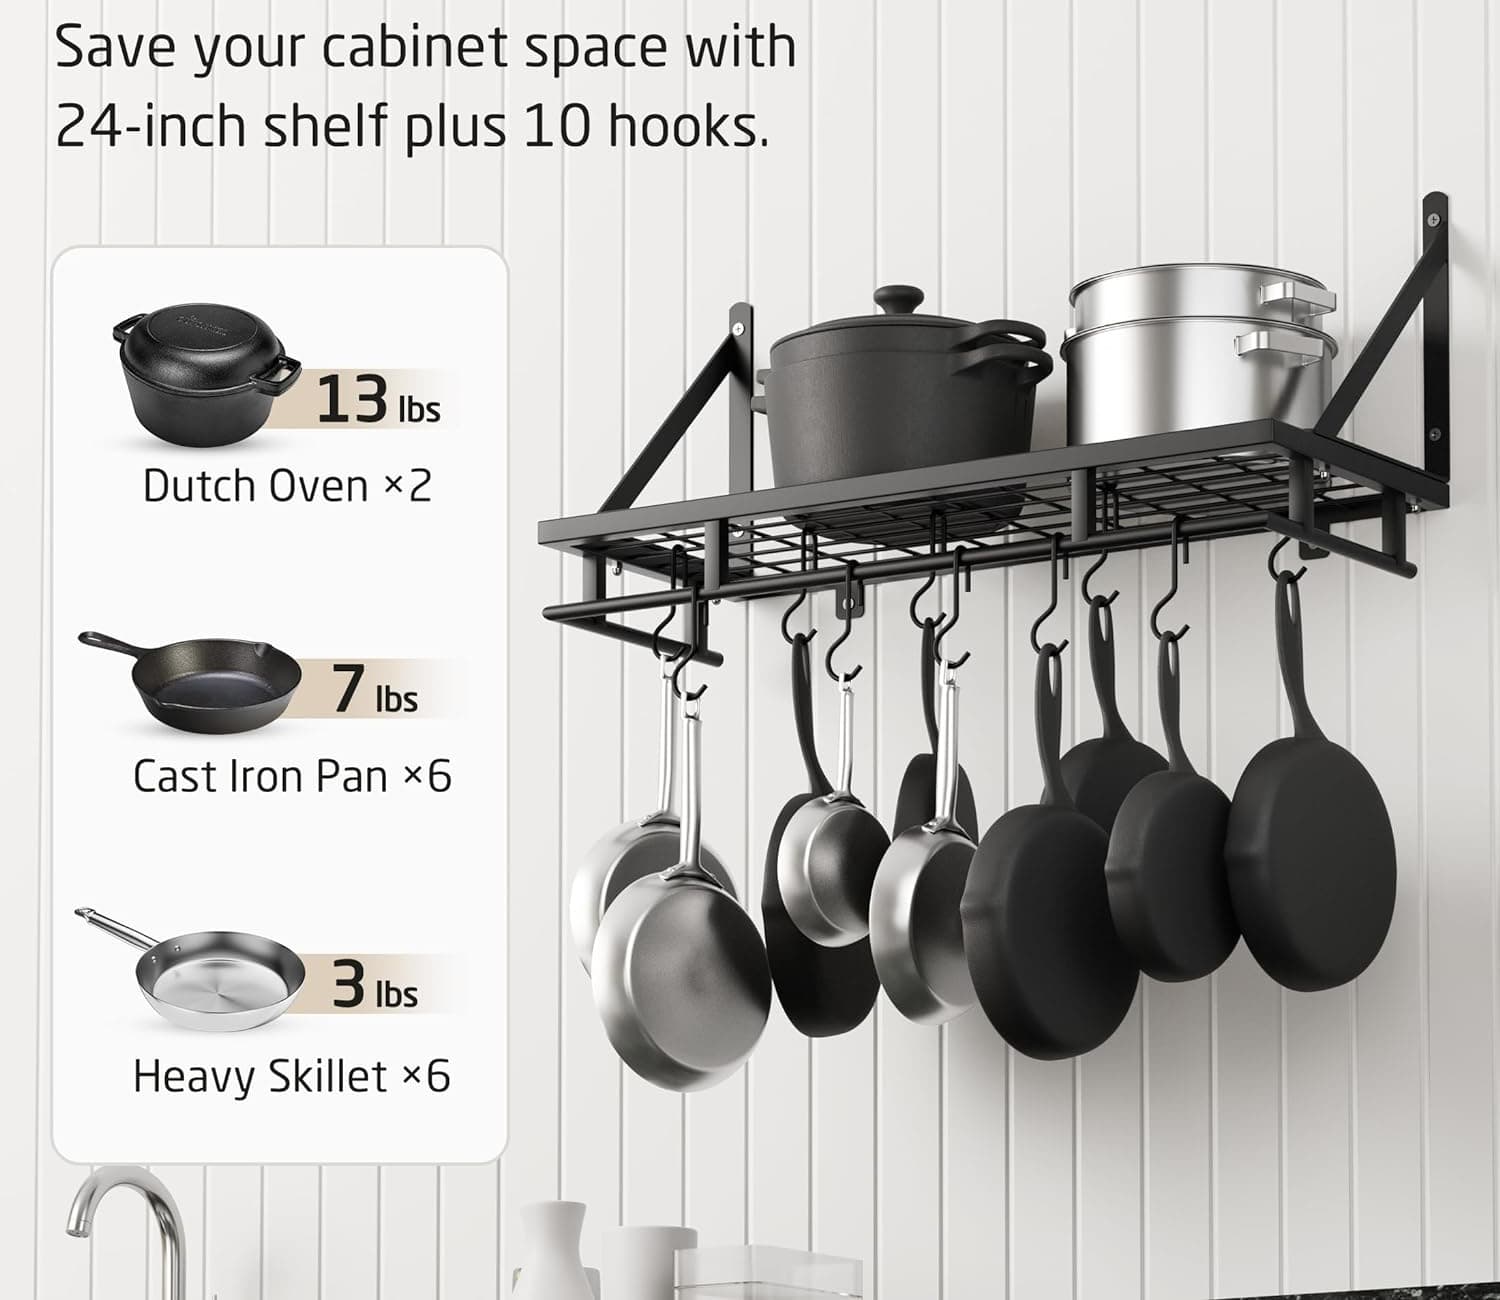 Save your cabinet space with
24-inch shelf plus 10 hooks.
13 lbs
Dutch Oven ×2
7 lbs
Cast Iron Pan ×6
3 lbs
Heavy Skillet ×6